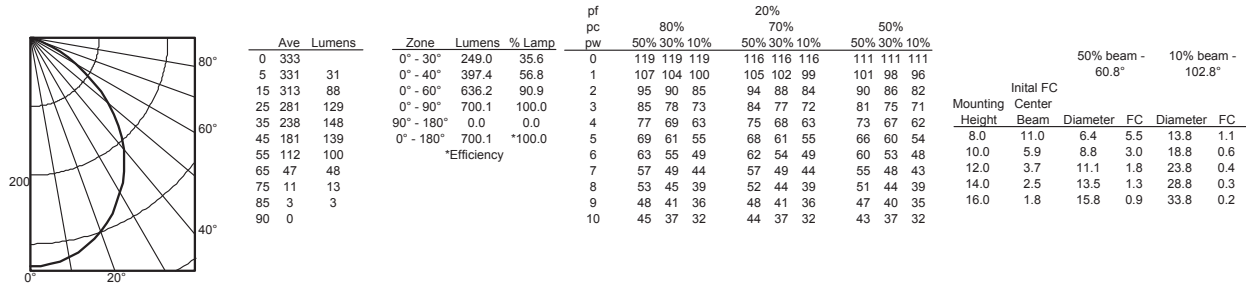 80°
60°
40°
200
0° 20°
Ave Lumens
0 333
5 331 31
15 313 88
25 281 129
35 238 148
45 181 139
55 112 100
65 47 48
75 11 13
85 3 3
90 0
Zone Lumens % Lamp
0° - 30° 249.0 35.6
0° - 40° 397.4 56.8
0° - 60° 636.2 90.9
0° - 90° 700.1 100.0
90° - 180° 0.0 0.0
0° - 180° 700.1 *100.0
*Efficiency
pf 20%
pc 80% 70% 50%
pw 50% 30% 10% 50% 30% 10% 50% 30% 10%
0 119 119 119 116 116 116 111 111 111
1 107 104 100 105 102 99 101 98 96
2 95 90 85 94 88 84 90 86 82
3 85 78 73 84 77 72 81 75 71
4 77 69 63 75 68 63 73 67 62
5 69 61 55 68 61 55 66 60 54
6 63 55 49 62 54 49 60 53 48
7 57 49 44 57 49 44 55 48 43
8 53 45 39 52 44 39 51 44 39
9 48 41 36 48 41 36 47 40 35
10 45 37 32 44 37 32 43 37 32
50% beam - 10% beam -
60.8° 102.8°
Inital FC
Mounting Center
Height Beam Diameter FC Diameter FC
8.0 11.0 6.4 5.5 13.8 1.1
10.0 5.9 8.8 3.0 18.8 0.6
12.0 3.7 11.1 1.8 23.8 0.4
14.0 2.5 13.5 1.3 28.8 0.3
16.0 1.8 15.8 0.9 33.8 0.2